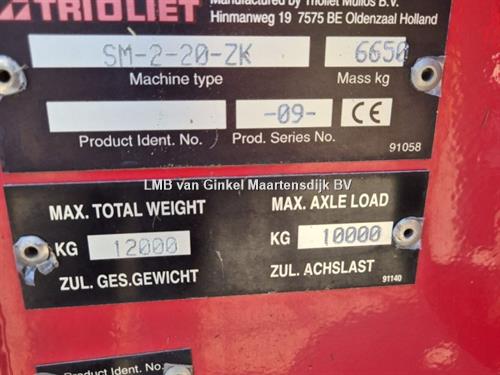 TRIOLIET
Manufactured by Trioliet Mullos B.V.
Hinmanweg 19 7575 BE Oldenzaal Holland
SM-2-20-ZK
6650
Machine type
Mass kg
-09-
CE
Product Ident. No.
Prod. Series No.
91058
LMB van Ginkel Maartensdijk BV
MAX. TOTAL WEIGHT
MAX. AXLE LOAD
KG 12000
KG 10000
ZUL. GES.GEWICHT
ZUL. ACHSLAST
91140
Product Ident. No.